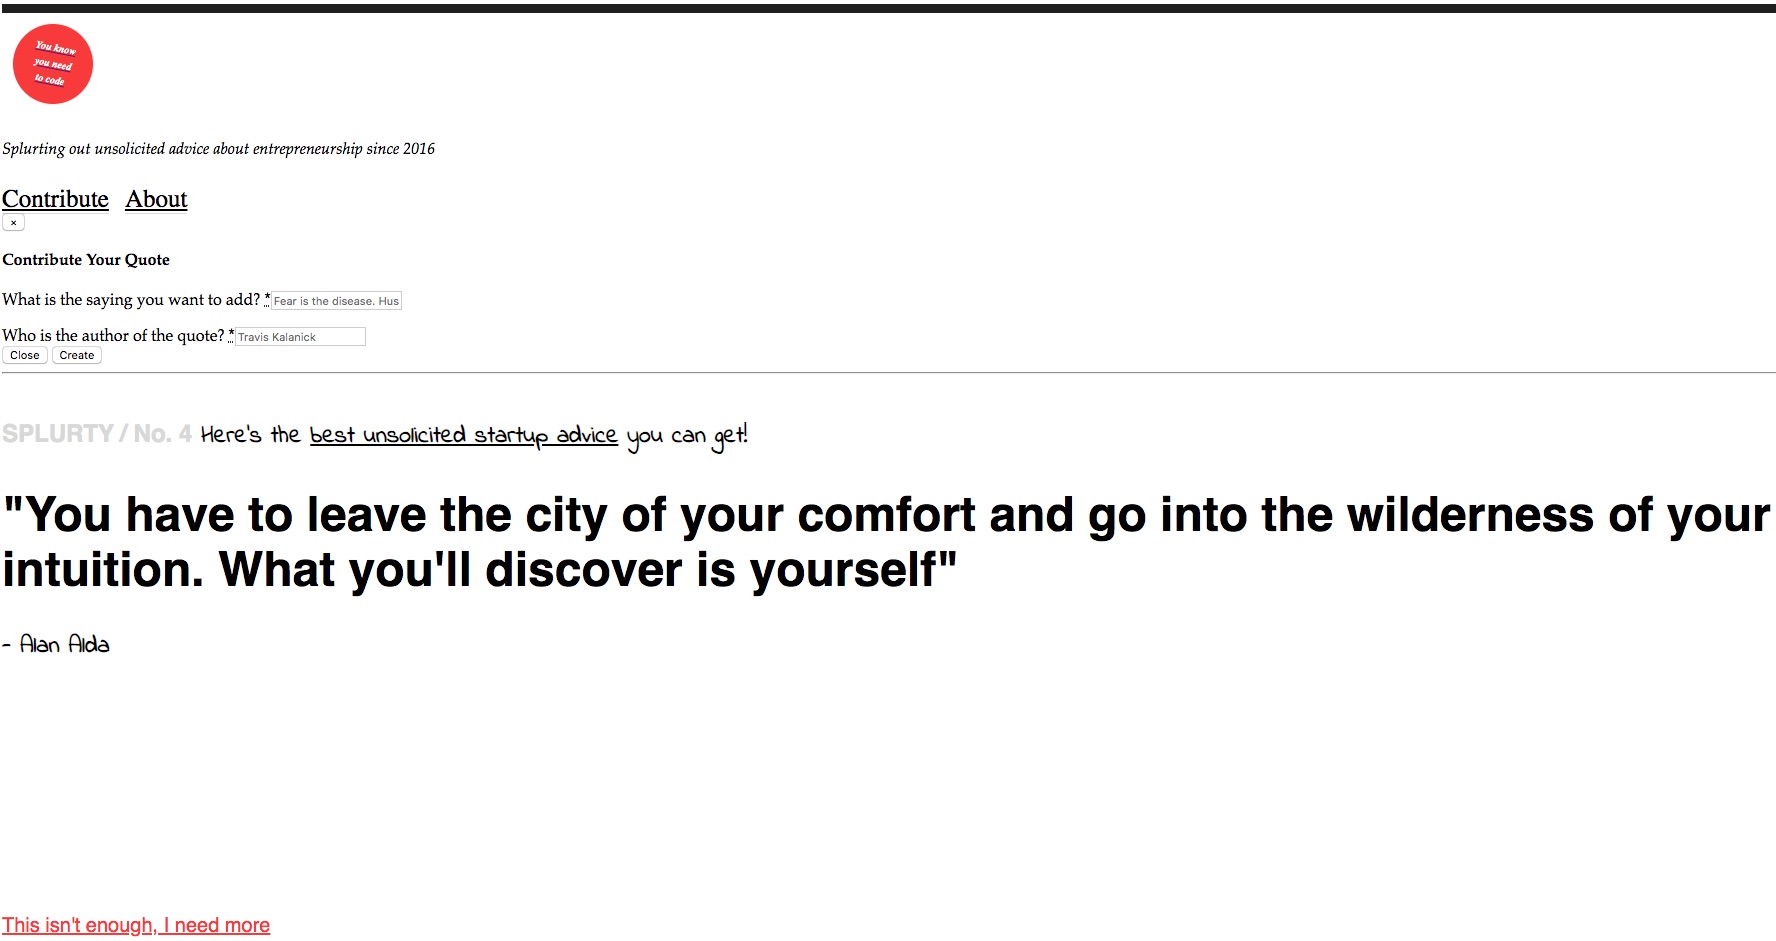 You know
you need
to code
Splurting out unsolicited advice about entrepreneurship since 2016
Contribute About
×
Contribute Your Quote
What is the saying you want to add? * Fear is the disease. Hus
Who is the author of the quote? * Travis Kalanick
Close Create
SPLURTY / No. 4 Here's the best unsolicited startup advice you can get!
"You have to leave the city of your comfort and go into the wilderness of your
intuition. What you'll discover is yourself"
- Alan Alda
This isn't enough, I need more